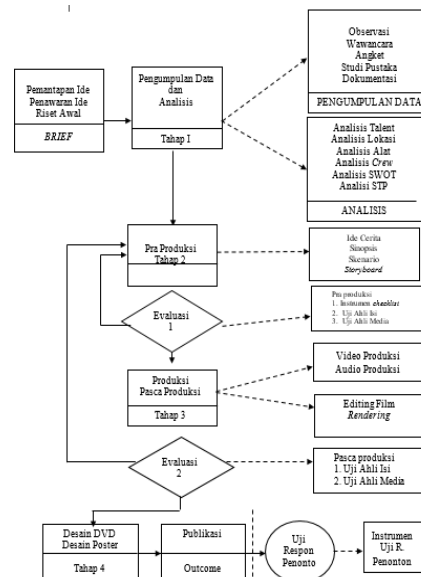 Observasi
Wawancara
Angket
Studi Pustaka
Dokumentasi
PENGUMPULAN DATA
Pemantapan Ide
Penawaran Ide
Riset Awal
BRIEF
Pengumpulan Data
dan
Analisis
Tahap I
Analisis Talent
Analisis Lokasi
Analisis Alat
Analisis Crew
Analisis SWOT
Analisi STP
ANALISIS
Pra Produksi
Tahap 2
Ide Cerita
Sinopsis
Skenario
Storyboard
Evaluasi
1
Pra produksi
1. Instrumen checklist
2. Uji Ahli Isi
3. Uji Ahli Media
Produksi
Pasca Produksi
Tahap 3
Video Produksi
Audio Produksi
Editing Film
Rendering
Evaluasi
2
Pasca produksi
1. Uji Ahli Isi
2. Uji Ahli Media
Desain DVD
Desain Poster
Tahap 4
Publikasi
Outcome
Uji
Respon
Penonto
Instrumen
Uji R.
Penonton